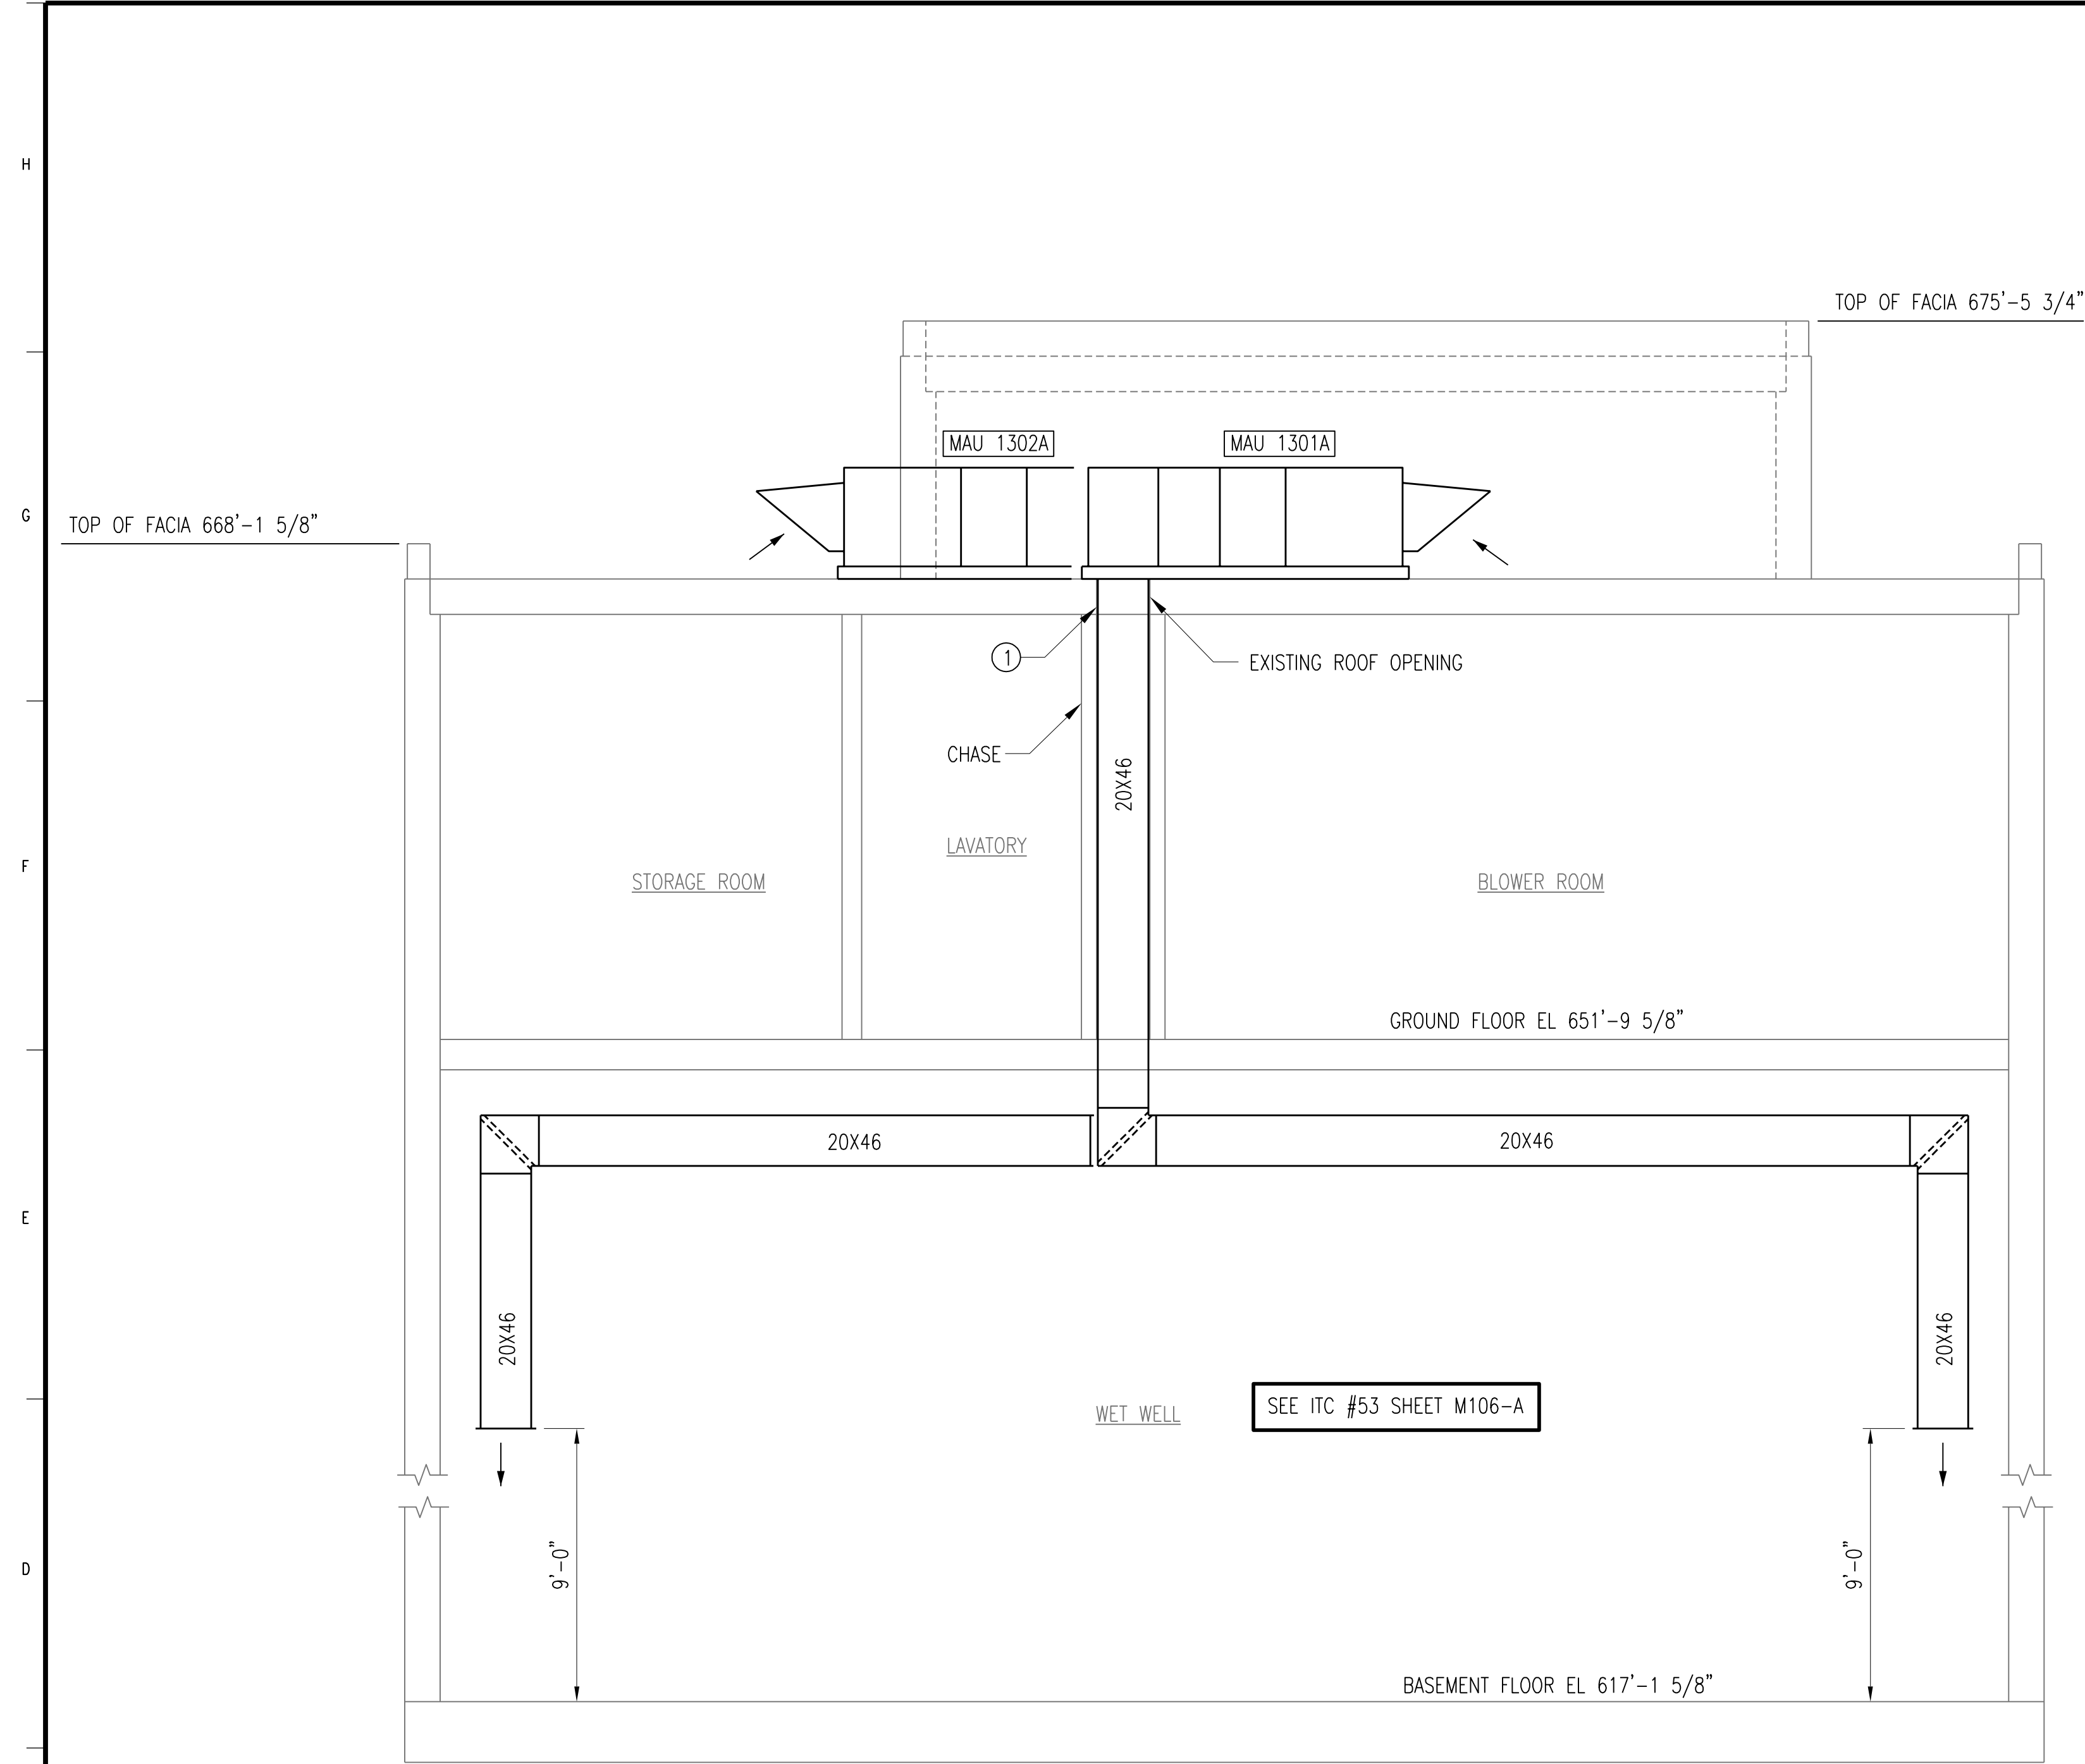 H
TOP OF FACIA 675'-5 3/4"
MAU 1302A
MAU 1301A
G
TOP OF FACIA 668'-1 5/8"
1
EXISTING ROOF OPENING
CHASE
20X46
LAVATORY
F
STORAGE ROOM
BLOWER ROOM
GROUND FLOOR EL 651'-9 5/8"
20X46
20X46
E
20X46
20X46
WET WELL
SEE ITC #53 SHEET M106-A
D
9'-0"
9'-0"
BASEMENT FLOOR EL 617'-1 5/8"